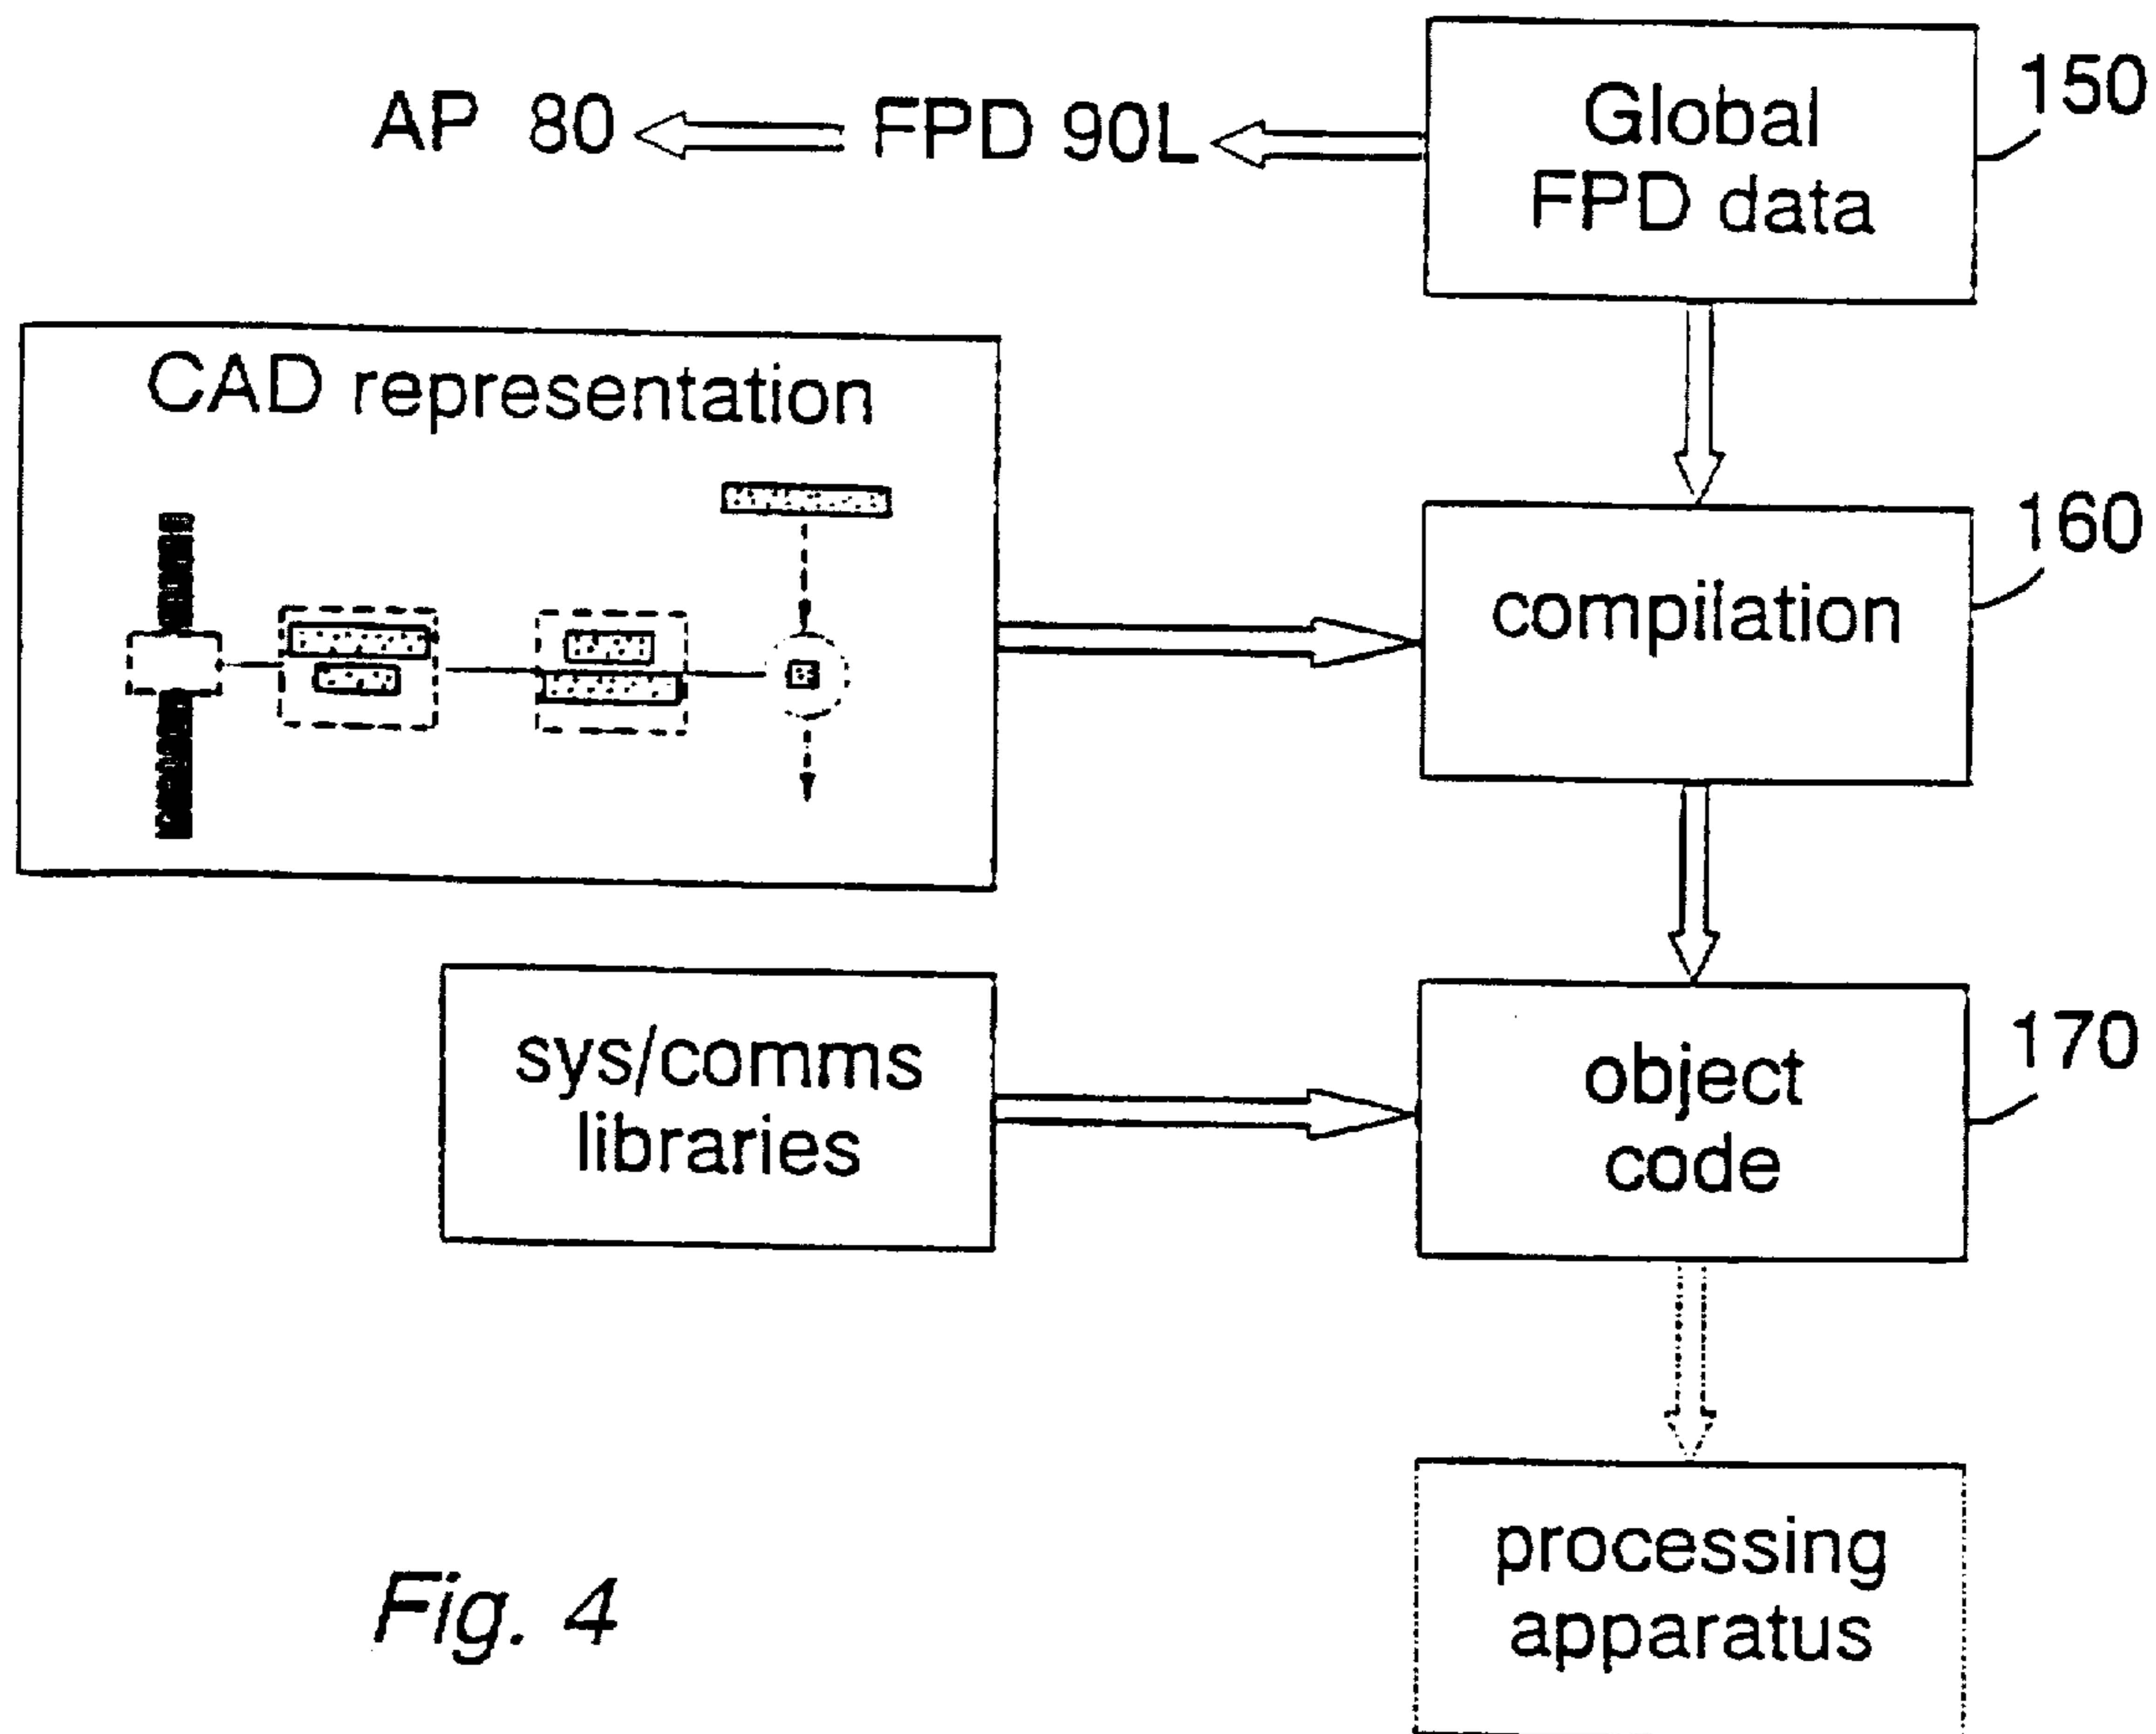 150
Global
FPD data
AP 80
FPD 90L
CAD representation
160
compilation
170
sys/comms
libraries
object
code
processing
apparatus
Fig. 4